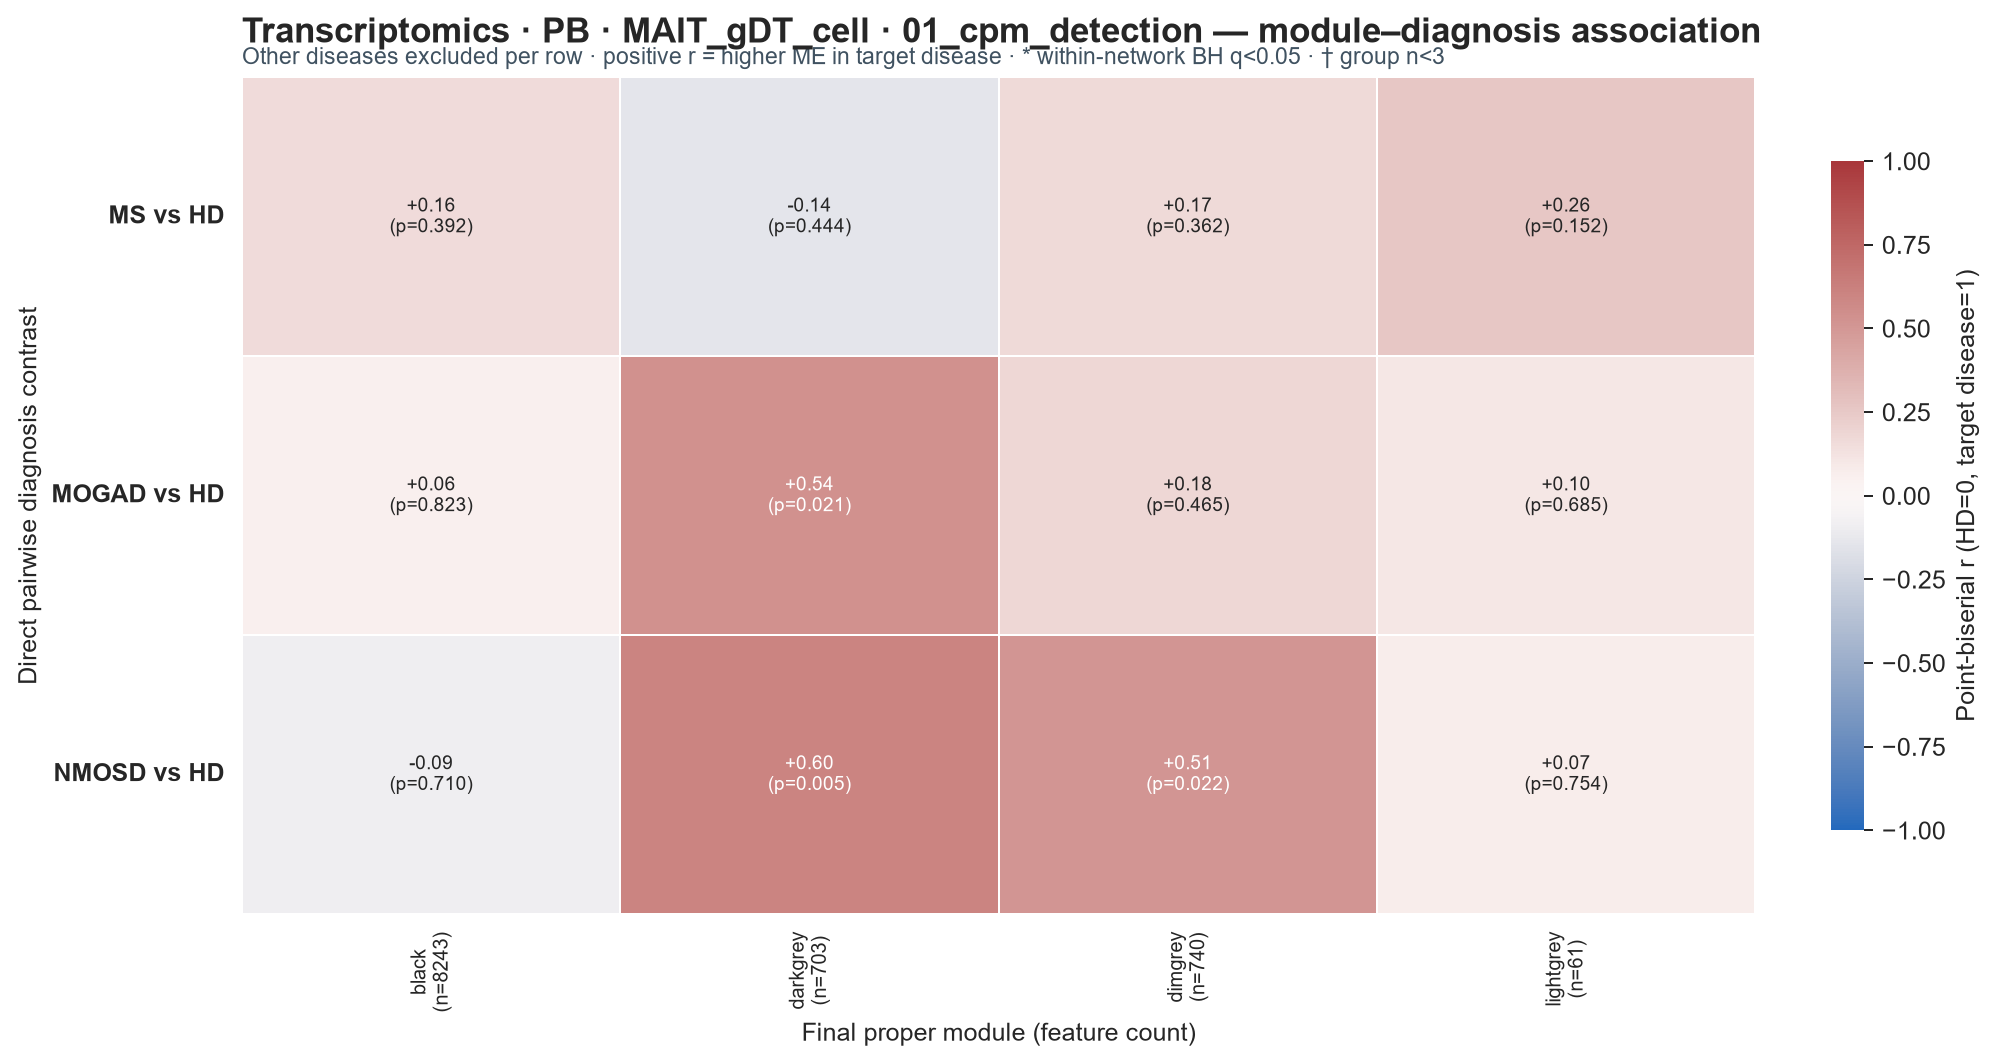 Transcriptomics · PB · MAIT_gDT_cell · 01_cpm_detection — module–diagnosis association
Other diseases excluded per row · positive r = higher ME in target disease · * within-network BH q<0.05 · † group n<3
Direct pairwise diagnosis contrast
MS vs HD
+0.16
(p=0.392)
-0.14
(p=0.444)
+0.17
(p=0.362)
+0.26
(p=0.152)
MOGAD vs HD
+0.06
(p=0.823)
+0.54
(p=0.021)
+0.18
(p=0.465)
+0.10
(p=0.685)
NMOSD vs HD
-0.09
(p=0.710)
+0.60
(p=0.005)
+0.51
(p=0.022)
+0.07
(p=0.754)
black
(n=8243)
darkgrey
(n=703)
dimgrey
(n=740)
lightgrey
(n=61)
Final proper module (feature count)
1.00
0.75
0.50
0.25
0.00
−0.25
−0.50
−0.75
−1.00
Point-biserial r (HD=0, target disease=1)